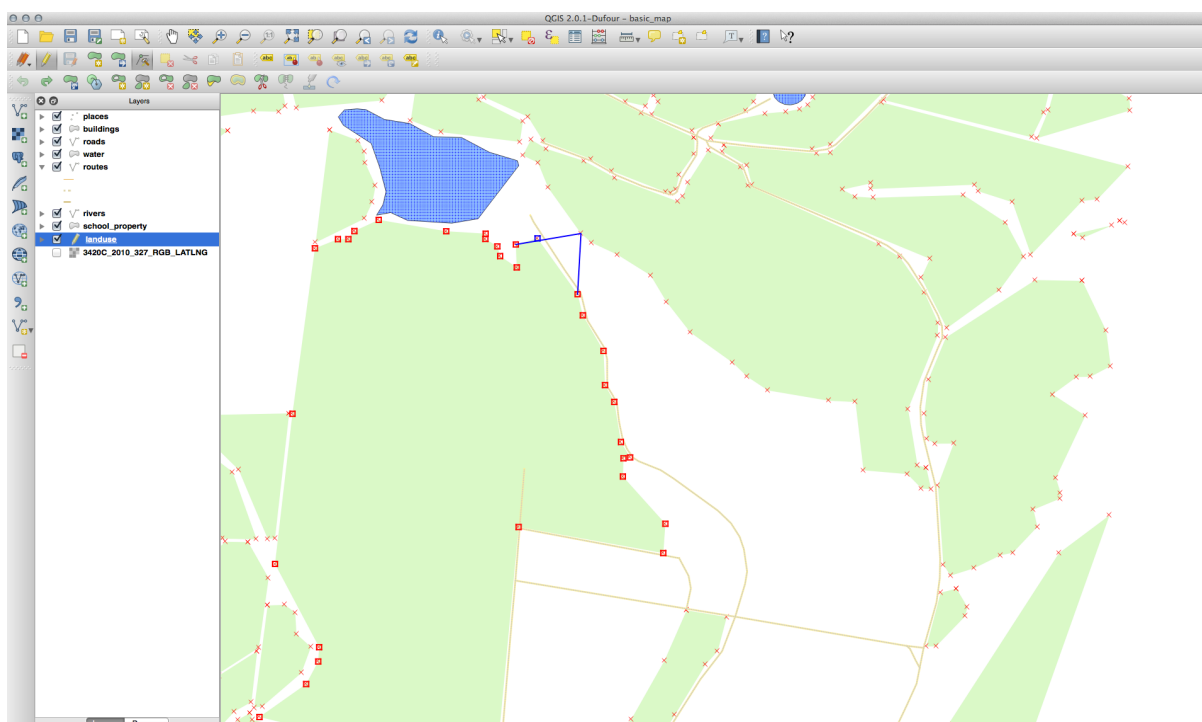 QGIS 2.0.1-Dufour - basic_map
Layers
places
buildings
roads
water
routes
rivers
school_property
landuse
3420C_2010_327_RGB_LATLNG